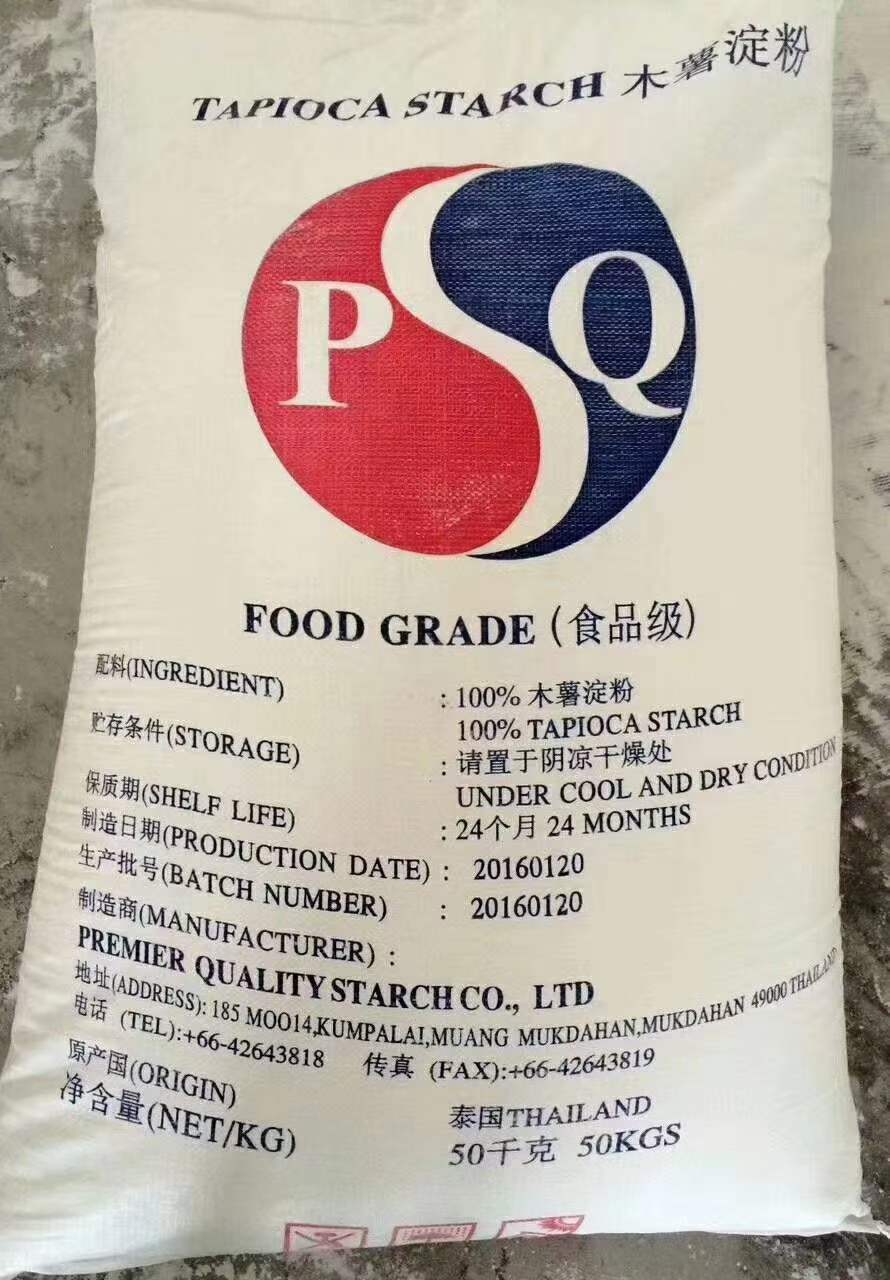 TAPIOCA STARCH 木薯淀粉
PSQ
FOOD GRADE (食品级)
配料(INGREDIENT) : 100% 木薯淀粉
100% TAPIOCA STARCH
贮存条件(STORAGE) : 请置于阴凉干燥处
UNDER COOL AND DRY CONDITION
保质期(SHELF LIFE) : 24个月 24 MONTHS
制造日期(PRODUCTION DATE) : 20160120
生产批号(BATCH NUMBER) : 20160120
制造商(MANUFACTURER) :
PREMIER QUALITY STARCH CO., LTD
地址(ADDRESS): 185 MOO14,KUMPALAI,MUANG MUKDAHAN,MUKDAHAN 49000 THAILAND
电话 (TEL):+66-42643818 传真 (FAX):+66-42643819
原产国(ORIGIN) 泰国THAILAND
净含量(NET/KG) 50千克 50KGS